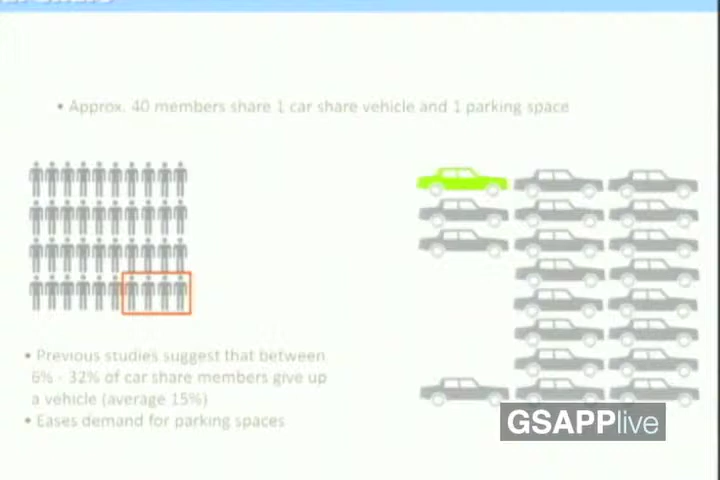 • Approx. 40 members share 1 car share vehicle and 1 parking space
• Previous studies suggest that between
6% - 32% of car share members give up
a vehicle (average 15%)
• Eases demand for parking spaces
GSAPPlive